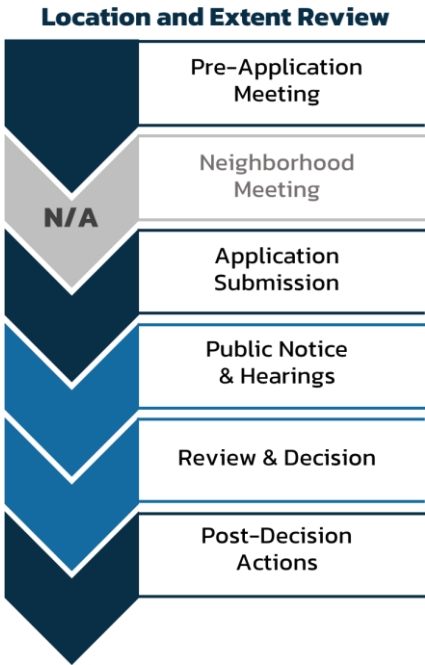 Location and Extent Review
Pre-Application
Meeting
Neighborhood
Meeting
N/A
Application
Submission
Public Notice
& Hearings
Review & Decision
Post-Decision
Actions